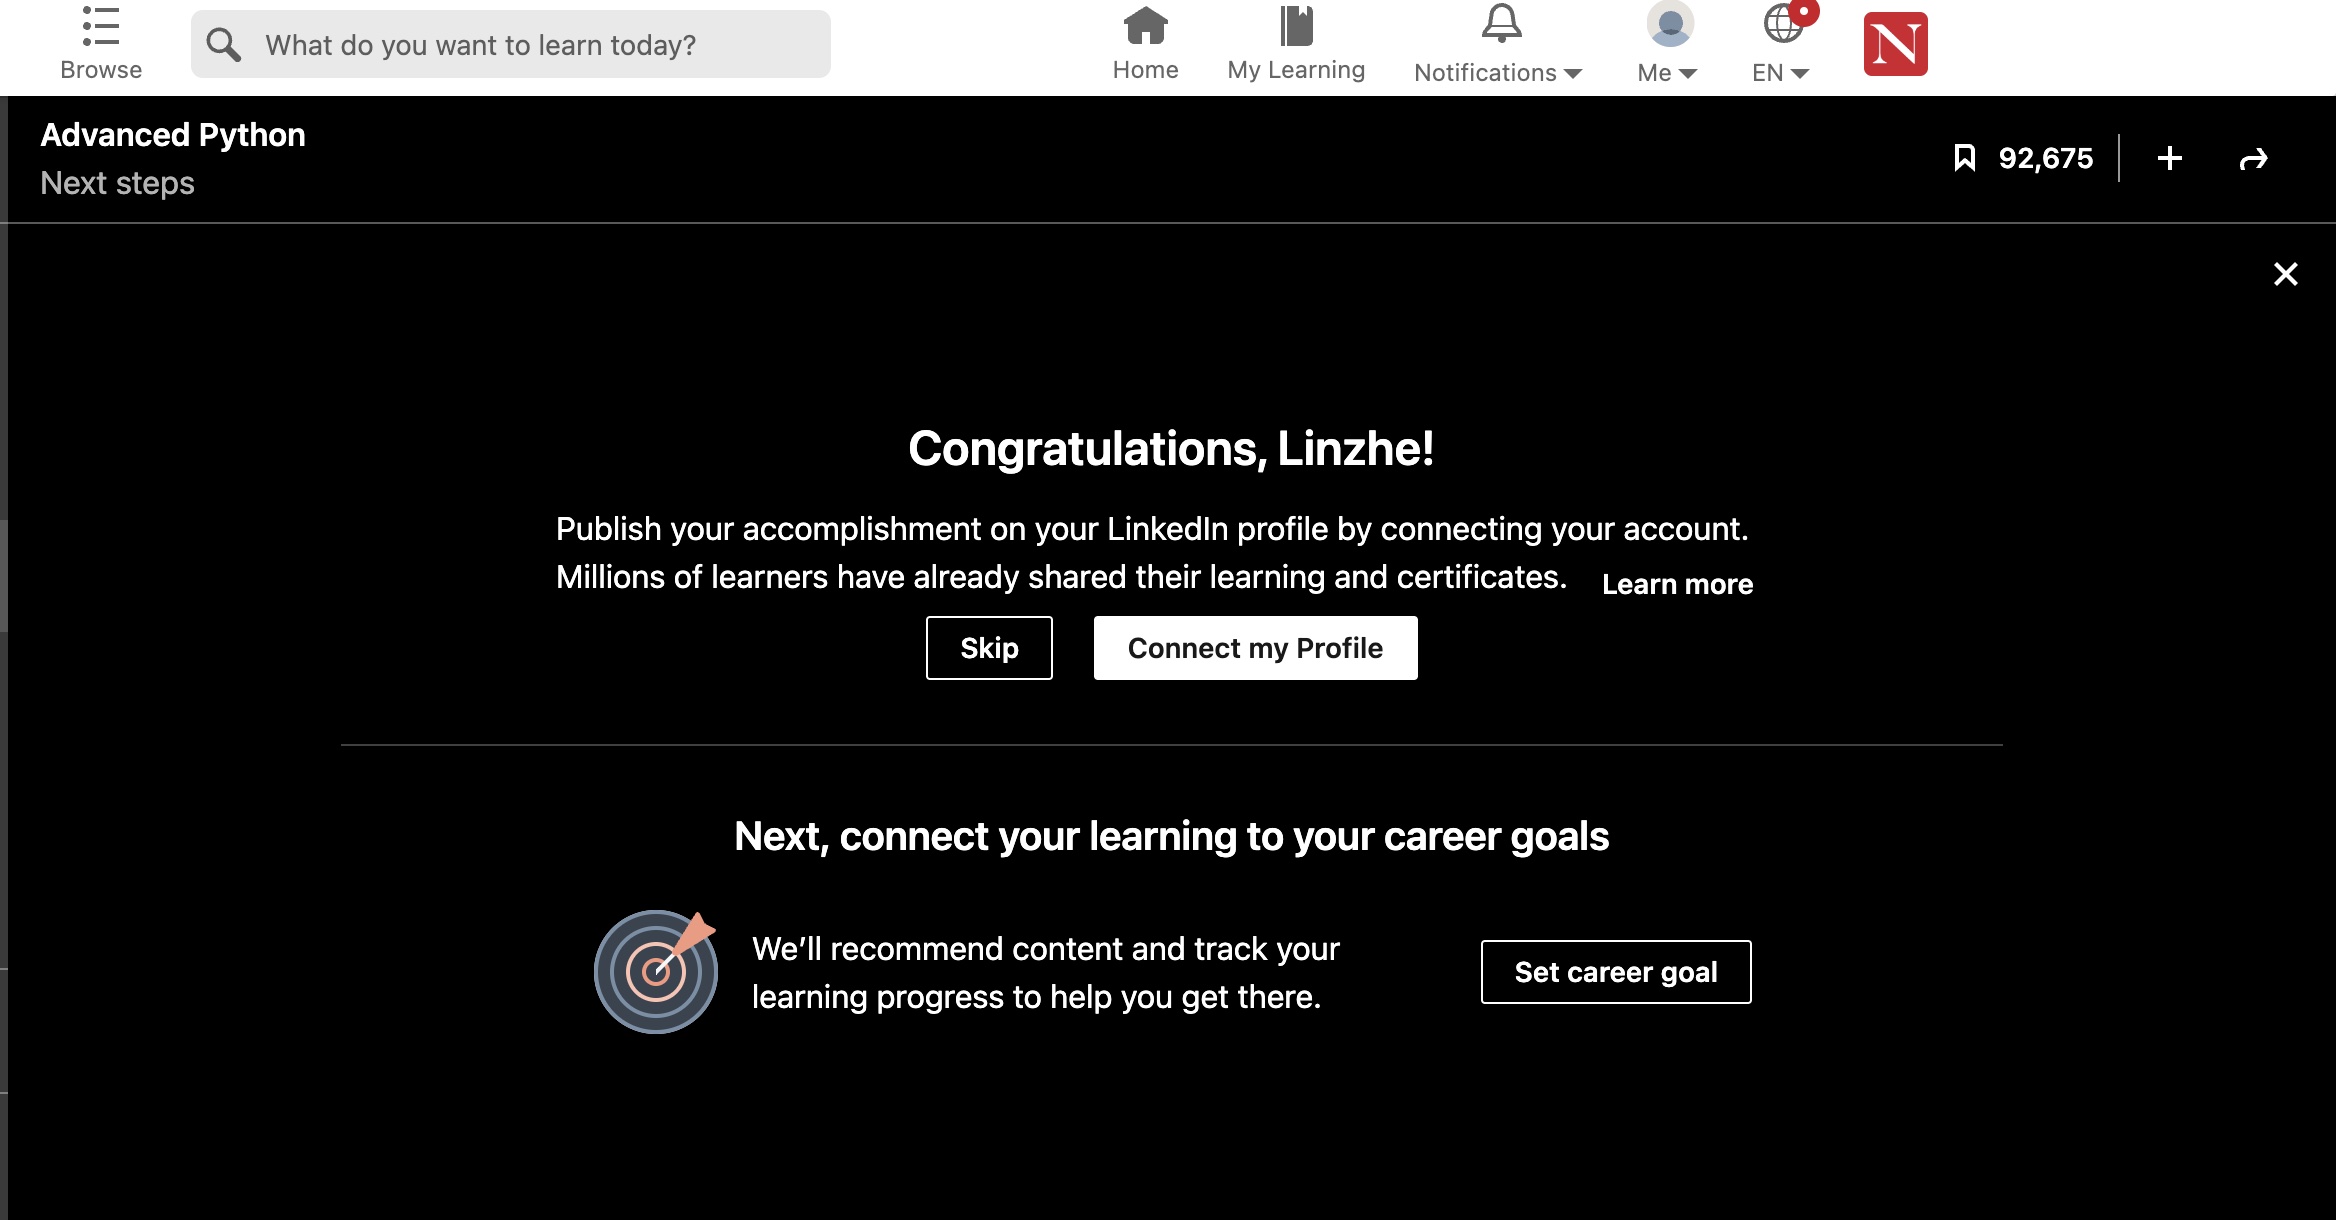 Browse
What do you want to learn today?
Home
My Learning
Notifications
Me
EN
N
Advanced Python
Next steps
92,675
Congratulations, Linzhe!
Publish your accomplishment on your LinkedIn profile by connecting your account.
Millions of learners have already shared their learning and certificates. Learn more
Skip
Connect my Profile
Next, connect your learning to your career goals
We’ll recommend content and track your
learning progress to help you get there.
Set career goal